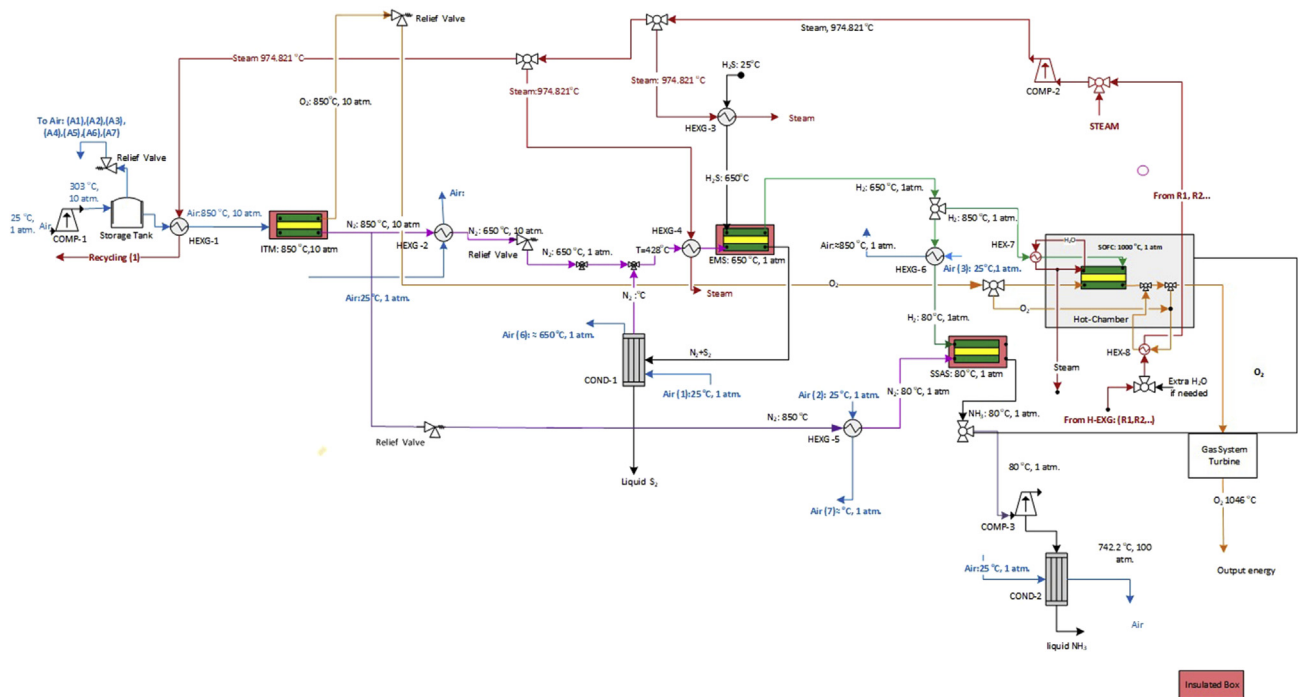 Relief Valve
Steam, 974.821 °C
Steam 974.821 °C
H₂S: 25°C
Steam: 974.821°C
Steam:974.821°C
COMP-2
O₂: 850°C, 10 atm.
HEXG-3
Steam
STEAM
To Air: (A1),(A2),(A3),
(A4),(A5),(A6),(A7)
Relief Valve
303 °C,
10 atm.
25 °C,
1 atm.
Air
COMP-1
Storage Tank
HEXG-1
Air:850°C, 10 atm.
Recycling (1)
ITM: 850°C,10 atm
Air:
N₂: 850°C, 10 atm
HEXG -2
N₂: 650°C, 10 atm.
Relief Valve
N₂: 650°C, 1 atm.
HEXG-4
T=428°C
H₂S: 650°C
EMS: 650°C, 1 atm
Steam
N₂ :°C
Air:25°C, 1 atm.
H₂: 650°C, 1atm.
H₂: 850°C, 1 atm.
Air:≈850°C, 1 atm.
HEXG-6
Air (3): 25°C,1 atm.
From R1, R2...
HEX-7
H₂O
SOFC: 1000 °C, 1 atm
O₂
O₂
Hot-Chamber
H₂: 80°C, 1atm.
Air (6): ≈ 650°C, 1 atm.
N₂+S₂
COND-1
Air (1):25°C, 1 atm.
SSAS: 80°C, 1 atm
N₂: 80°C, 1 atm
HEX-8
Steam
Extra H₂O
if needed
O₂
Air (2): 25°C, 1 atm.
From H-EXG: (R1,R2,..)
N₂: 850°C
Relief Valve
HEXG -5
NH₃: 80°C, 1 atm.
Gas System
Turbine
Liquid S₂
80 °C, 1 atm.
O₂ 1046 °C
Air (7)≈ °C, 1 atm.
COMP-3
742.2 °C, 100
atm.
Air:25 °C, 1 atm.
Output energy
COND-2
Air
liquid NH₃
Insulated Box